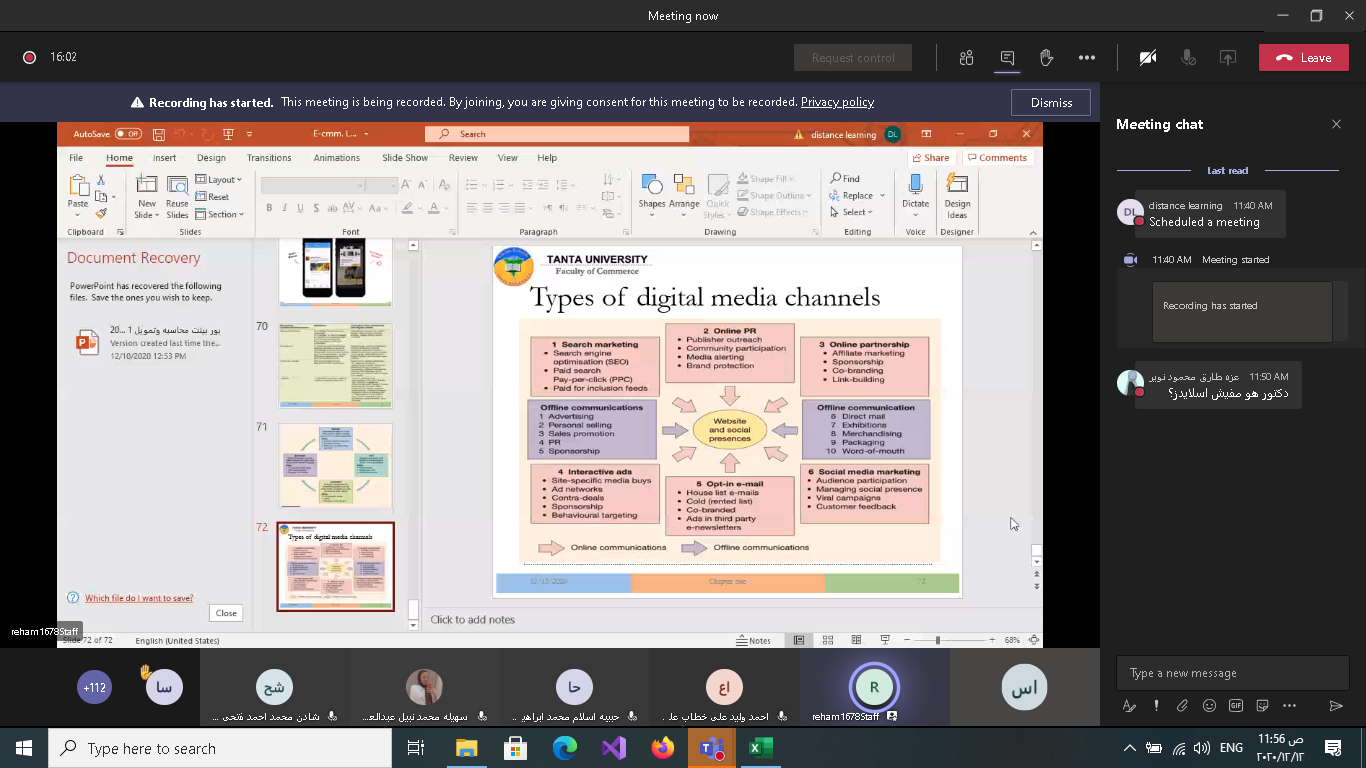 Meeting now
16:02
Request control
Leave
Recording has started. This meeting is being recorded. By joining, you are giving consent for this meeting to be recorded. Privacy policy
Dismiss
AutoSave Off
E-cmm. L...
Search
distance learning
DL
File Home Insert Design Transitions Animations Slide Show Review View Help
Share
Comments
Paste
New Slide
Reuse Slides
Layout
Reset
Section
Shapes
Arrange
Quick Styles
Shape Fill
Shape Outline
Shape Effects
Find
Replace
Select
Dictate
Design Ideas
Clipboard
Slides
Font
Paragraph
Drawing
Editing
Voice
Designer
Document Recovery
PowerPoint has recovered the following
files. Save the ones you wish to keep.
Version created last time the...
12/10/2020 12:53 PM
Which file do I want to save?
Close
70
71
72
TANTA UNIVERSITY
Faculty of Commerce
Types of digital media channels
1 Search marketing
• Search engine
optimisation (SEO)
• Paid search
Pay-per-click (PPC)
• Paid for inclusion feeds
2 Online PR
• Publisher outreach
• Community participation
• Media alerting
• Brand protection
3 Online partnership
• Affiliate marketing
• Sponsorship
• Co-branding
• Link-building
Offline communications
1 Advertising
2 Personal selling
3 Sales promotion
4 PR
5 Sponsorship
Website
and social
presences
Offline communication
6 Direct mail
7 Exhibitions
8 Merchandising
9 Packaging
10 Word-of-mouth
4 Interactive ads
• Site-specific media buys
• Ad networks
• Contra-deals
• Sponsorship
• Behavioural targeting
5 Opt-in e-mail
• House list e-mails
• Cold (rented list)
• Co-branded
• Ads in third party
e-newsletters
6 Social media marketing
• Audience participation
• Managing social presence
• Viral campaigns
• Customer feedback
Online communications
Offline communications
Chapter one
72
Click to add notes
reham1678Staff
Slide 72 of 72
English (United States)
Notes
68%
Meeting chat
Last read
DL
distance learning 11:40 AM
Scheduled a meeting
11:40 AM Meeting started
Recording has started
عزه طارق محمود نوير 11:50 AM
دكتور هو مفيش اسلايدز؟
Type a new message
+112
سا
شح
شادن محمد احمد فتحى ...
سهيله محمد نبيل عبدالع...
حا
حبيبه اسلام محمد ابراهي...
اع
احمد وليد على خطاب عل...
R
reham1678Staff
اس
Type here to search
ENG
11:56 ص
٢٠٢٠/١٢/١٢